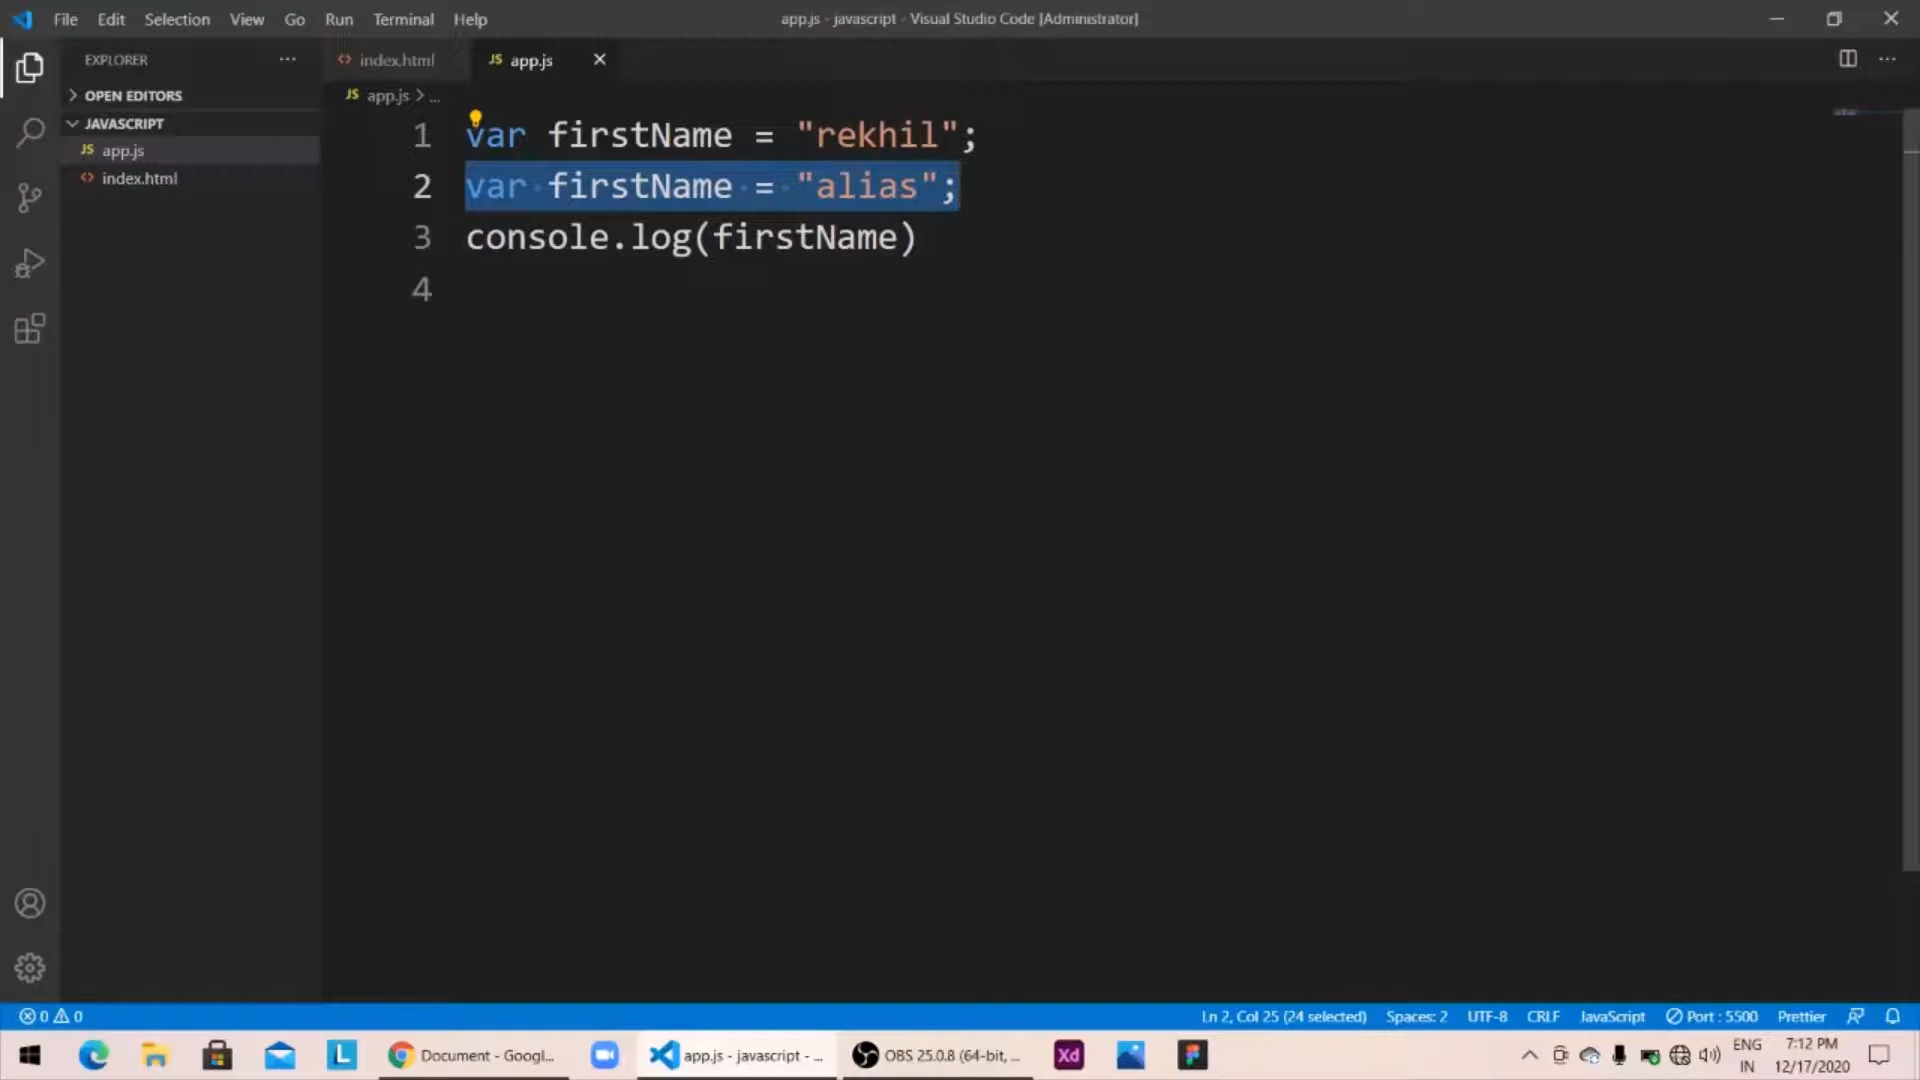 File Edit Selection View Go Run Terminal Help
app.js - javascript - Visual Studio Code [Administrator]
EXPLORER
index.html
JS app.js
OPEN EDITORS
JS app.js > ...
JAVASCRIPT
JS app.js
index.html
1 var firstName = "rekhil";
2 var firstName = "alias";
3 console.log(firstName)
4
0 0 Ln 2, Col 25 (24 selected) Spaces: 2 UTF-8 CRLF JavaScript Port : 5500 Prettier
L Document - Googl... app.js - javascript - ... OBS 25.0.8 (64-bit, ... Xd
ENG 7:12 PM
IN 12/17/2020